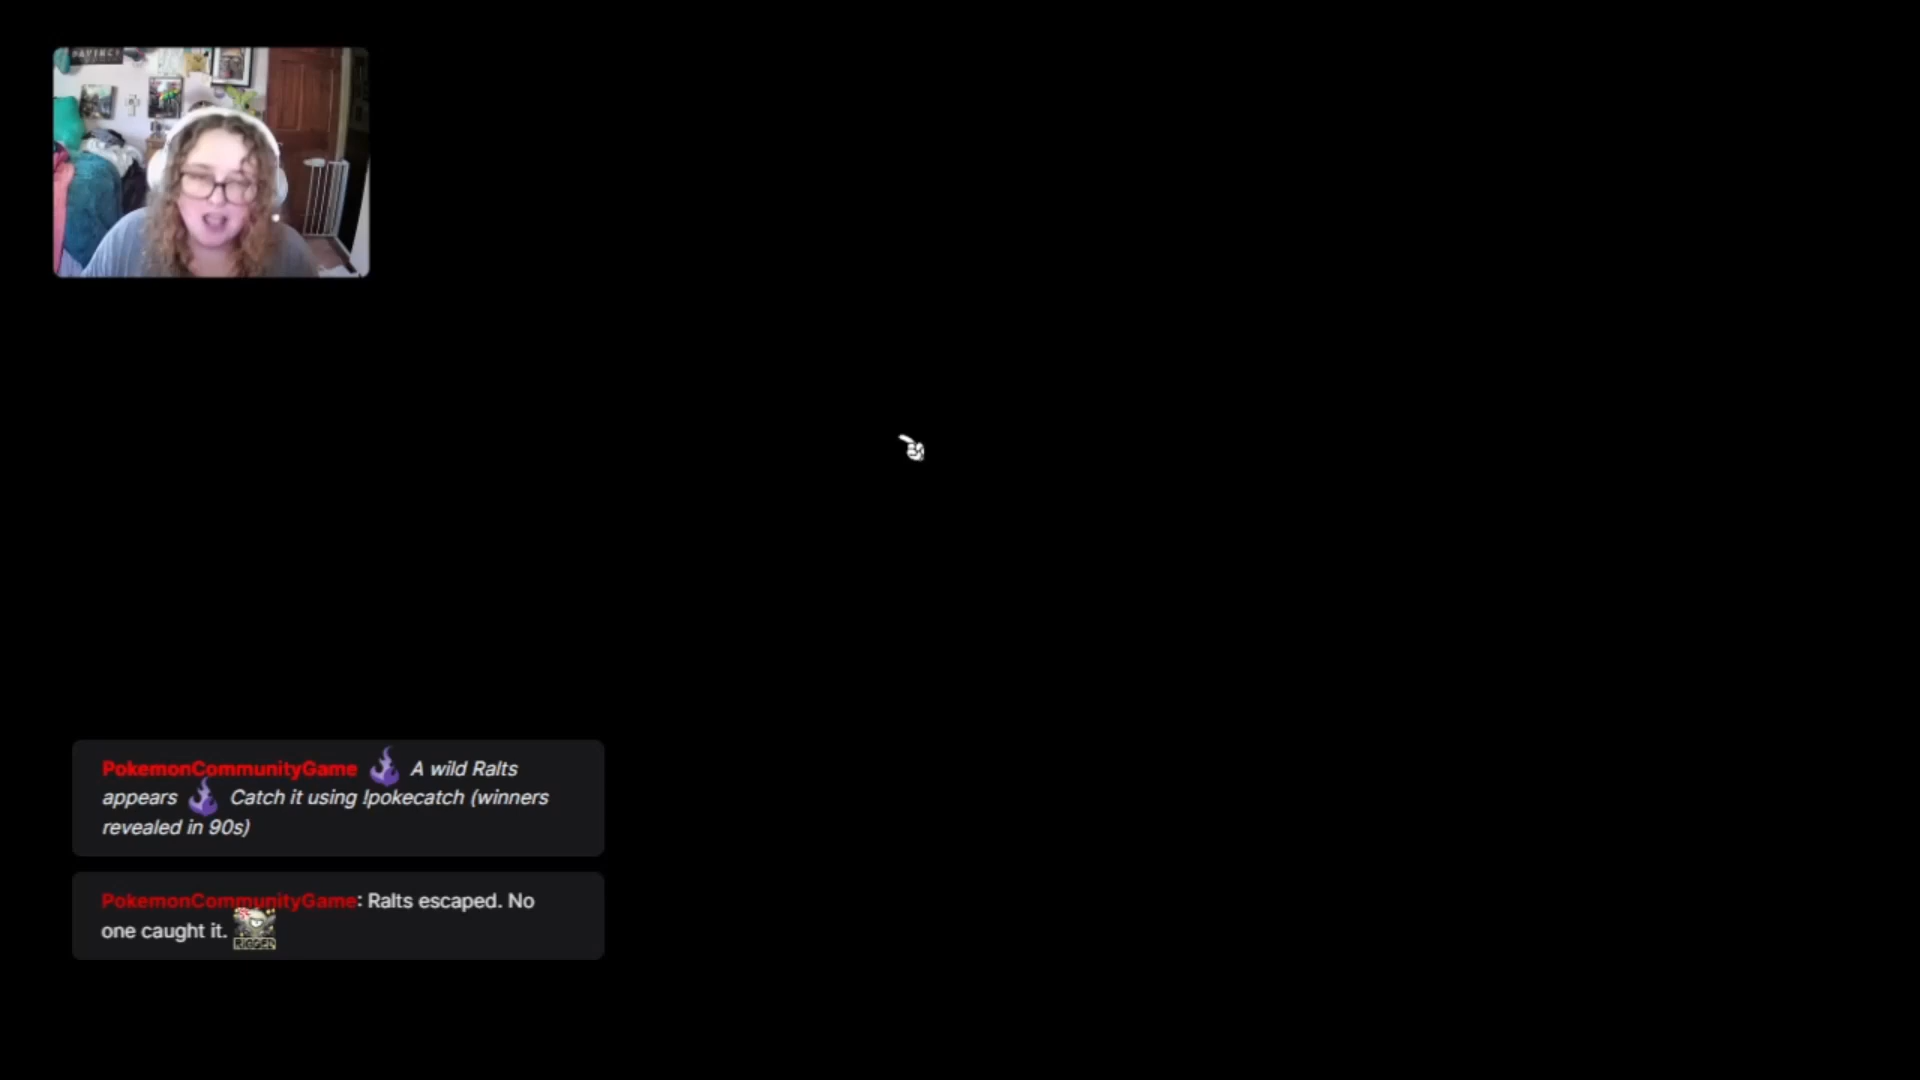 PokemonCommunityGame A wild Ralts
appears Catch it using !pokecatch (winners
revealed in 90s)
PokemonCommunityGame: Ralts escaped. No
one caught it.